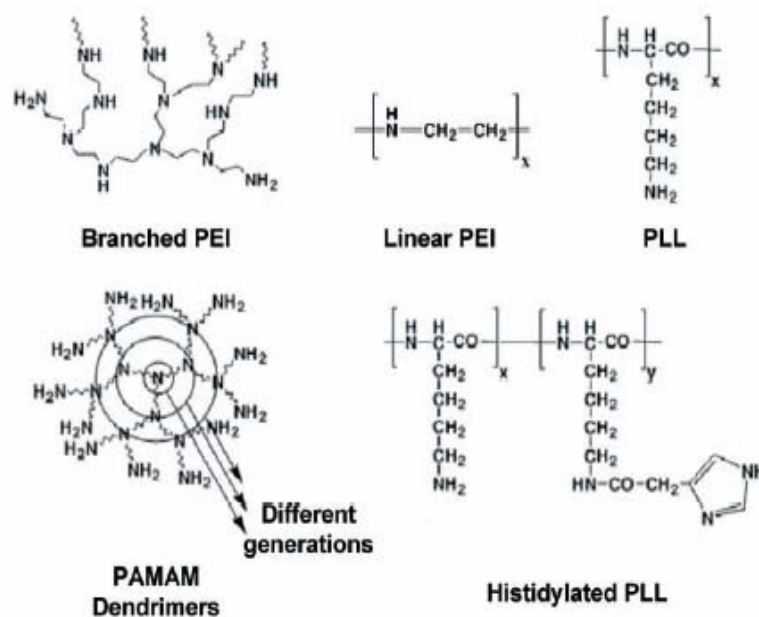 NH NH N NH
H₂N NH N HN
N N N
N
H
NH₂
Branched PEI
H
N=CH₂-CH₂
x
Linear PEI
H H
N-C-CO
x
CH₂
CH₂
CH₂
CH₂
NH₂
PLL
NH₂ H₂N NH₂
NH₂ NH₂
N N
H₂N NH₂
N N N
H₂N N N NH₂
N
H₂N N N NH₂
H₂N NH₂
NH₂ NH₂
Different
generations
PAMAM
Dendrimers
H H H H
N-C-CO N-C-CO
x y
CH₂ CH₂
CH₂ CH₂
CH₂ CH₂
CH₂ CH₂
NH₂ HN-CO-CH₂ NH
N
Histidylated PLL